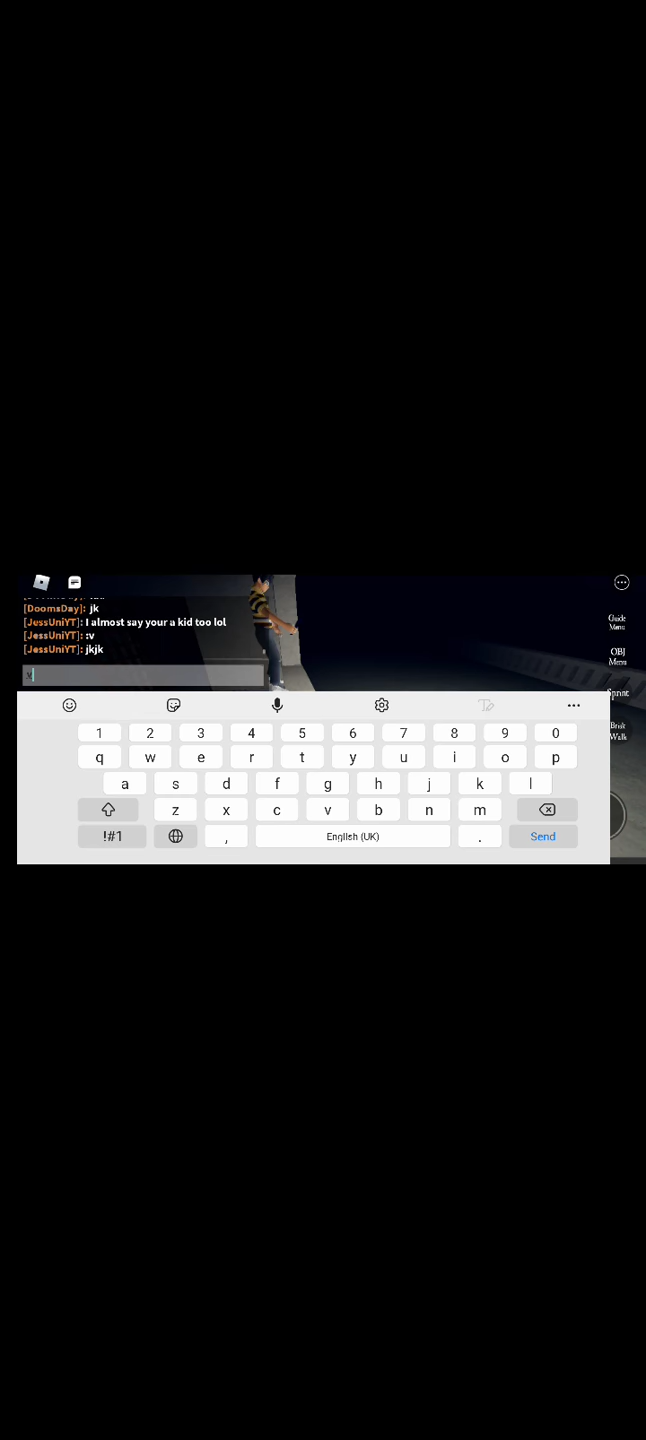 [DoomsDay]: jk
[JessUniYT]: I almost say your a kid too lol
[JessUniYT]: :v
[JessUniYT]: jkjk
Guide
Menu
OBJ
Menu
Sprint
Brisk
Walk
1 2 3 4 5 6 7 8 9 0
q w e r t y u i o p
a s d f g h j k l
z x c v b n m
!#1 , English (UK) . Send